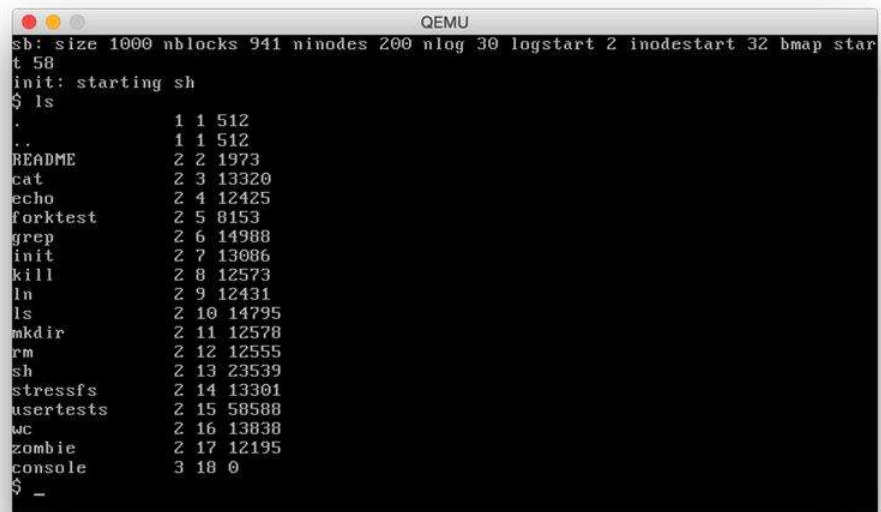 QEMU
sb: size 1000 nblocks 941 ninodes 200 nlog 30 logstart 2 inodestart 32 bmap star
t 58
init: starting sh
$ ls
.              1 1 512
..             1 1 512
README         2 2 1973
cat            2 3 13320
echo           2 4 12425
forktest       2 5 8153
grep           2 6 14988
init           2 7 13086
kill           2 8 12573
ln             2 9 12431
ls             2 10 14795
mkdir          2 11 12578
rm             2 12 12555
sh             2 13 23539
stressfs       2 14 13301
usertests      2 15 58588
wc             2 16 13838
zombie         2 17 12195
console        3 18 0
$ _